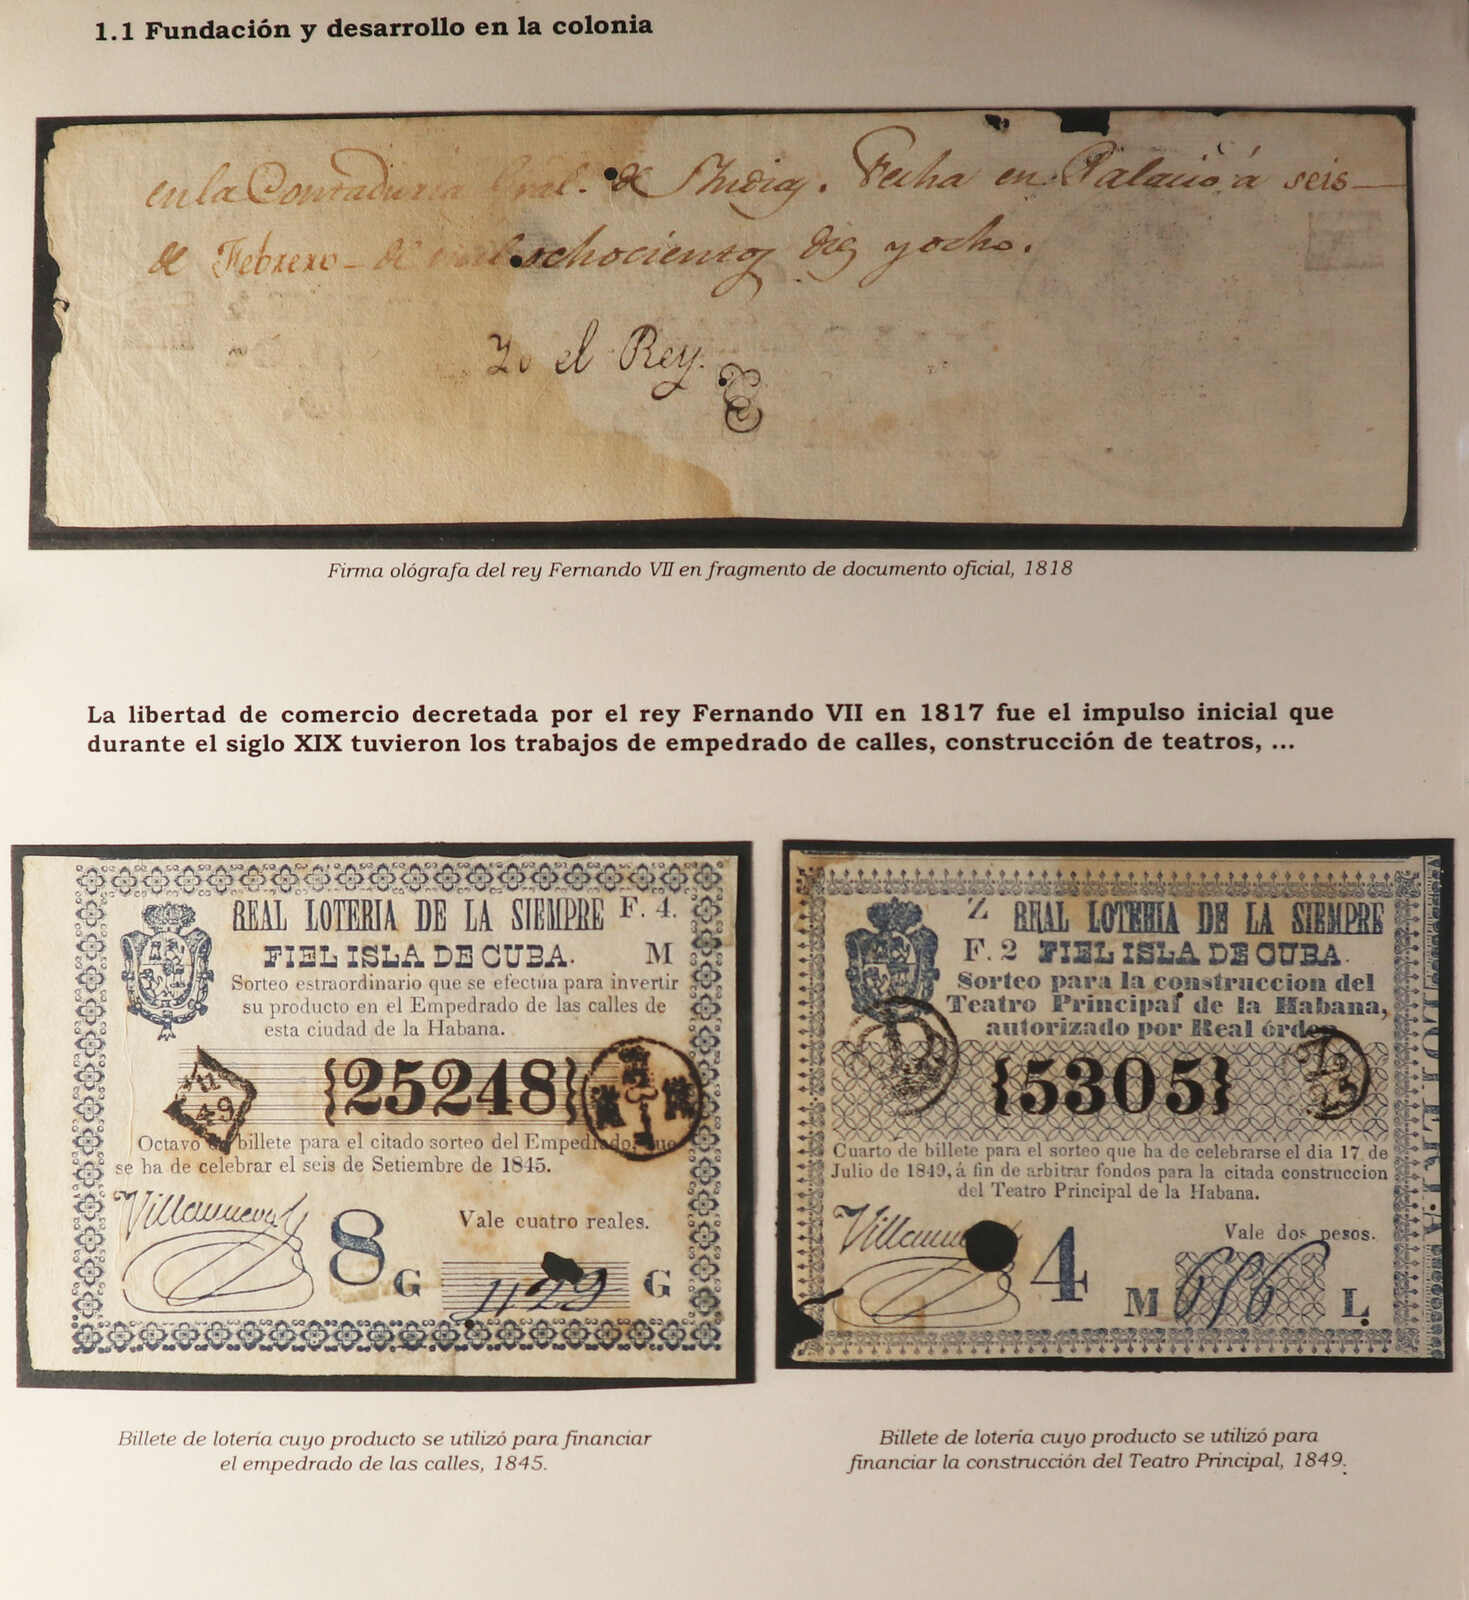 1.1 Fundación y desarrollo en la colonia
en la Contaduria Gral. de Yndias. Fecha en Palacio á seis
de Febrero de mil ochocientos diez y ocho.
Yo el Rey.
Firma ológrafa del rey Fernando VII en fragmento de documento oficial, 1818
La libertad de comercio decretada por el rey Fernando VII en 1817 fue el impulso inicial que
durante el siglo XIX tuvieron los trabajos de empedrado de calles, construcción de teatros, ...
REAL LOTERIA DE LA SIEMPRE F. 4.
FIEL ISLA DE CUBA. M
Sorteo estraordinario que se efectúa para invertir
su producto en el Empedrado de las calles de
esta ciudad de la Habana.
{25248}
49
Octavo de billete para el citado sorteo del Empedrado, que
se ha de celebrar el seis de Setiembre de 1845.
Villanueva
Vale cuatro reales.
8 G 1129 G
Z REAL LOTERIA DE LA SIEMPRE
F. 2 FIEL ISLA DE CUBA.
Sorteo para la construccion del
Teatro Principal de la Habana,
autorizado por Real órden
{5305}
Cuarto de billete para el sorteo que ha de celebrarse el dia 17 de
Julio de 1849, á fin de arbitrar fondos para la citada construccion
del Teatro Principal de la Habana.
Vale dos pesos.
4 M 616 L.
LOTERIA
Billete de lotería cuyo producto se utilizó para financiar
el empedrado de las calles, 1845.
Billete de lotería cuyo producto se utilizó para
financiar la construcción del Teatro Principal, 1849.